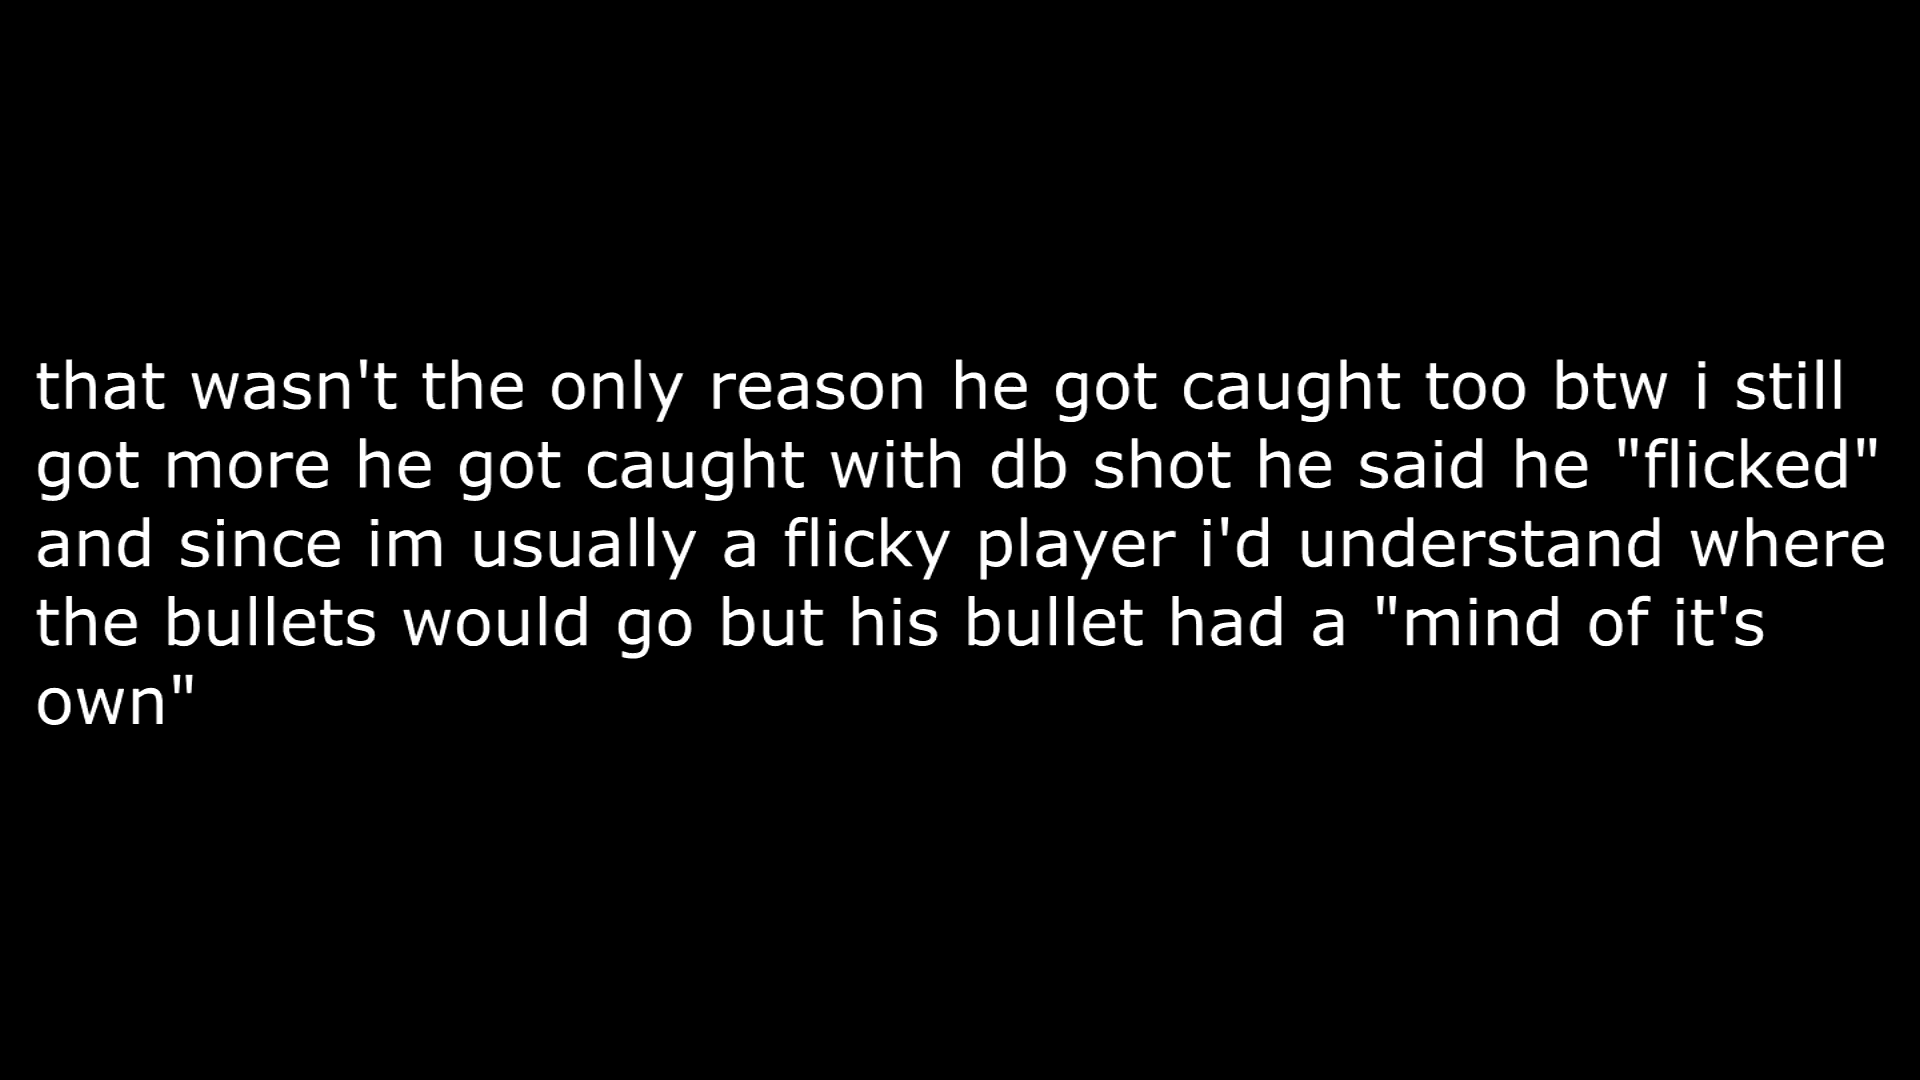 that wasn't the only reason he got caught too btw i still
got more he got caught with db shot he said he "flicked"
and since im usually a flicky player i'd understand where
the bullets would go but his bullet had a "mind of it's
own"